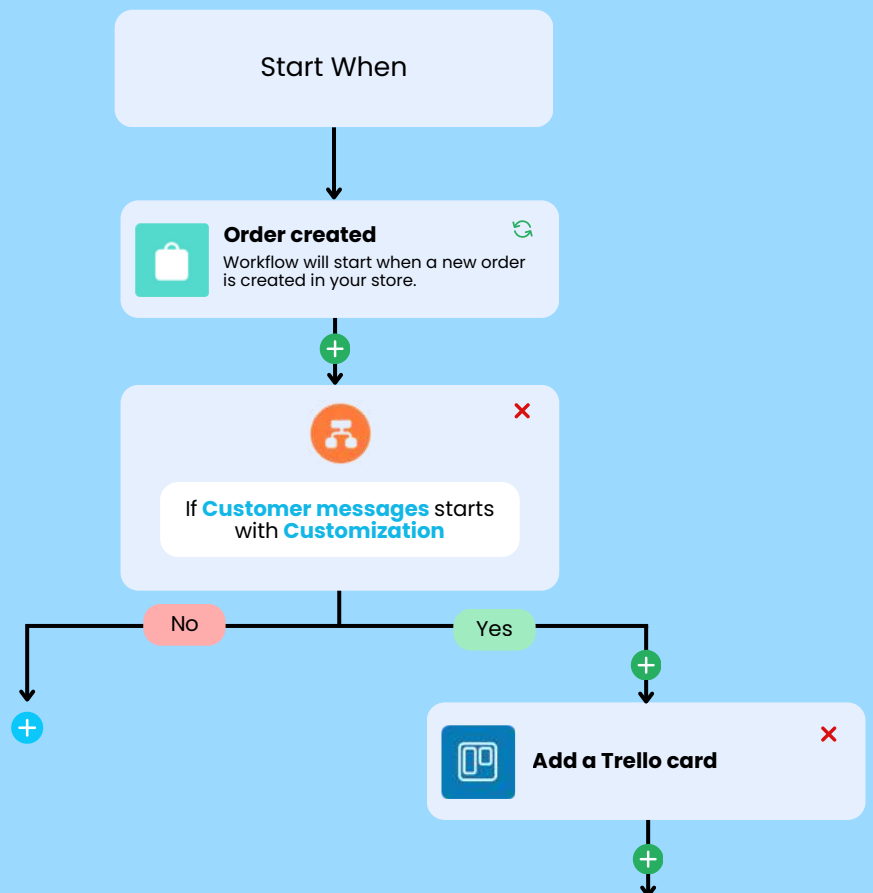 Start When
Order created
Workflow will start when a new order
is created in your store.
If Customer messages starts
with Customization
No
Yes
Add a Trello card